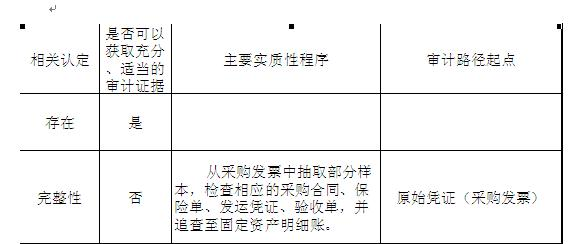 相关认定
是否可以
获取充分
、适当的
审计证据
主要实质性程序
审计路径起点
存在
是
完整性
否
从采购发票中抽取部分样
本，检查相应的采购合同、保
险单、发运凭证、验收单，并
追查至固定资产明细账。
原始凭证（采购发票）